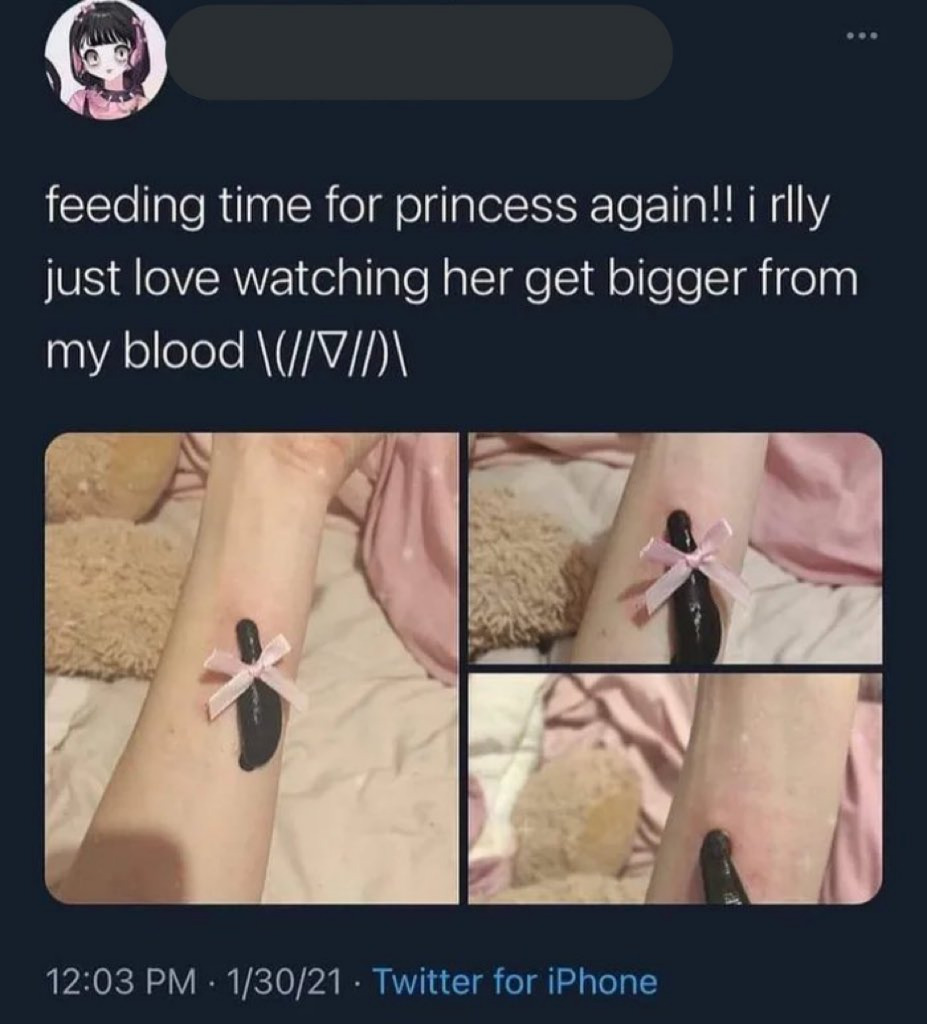 feeding time for princess again!! i rlly
just love watching her get bigger from
my blood \(//∇//)\
12:03 PM · 1/30/21 · Twitter for iPhone